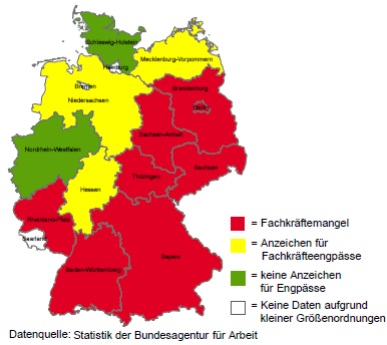 Schleswig-Holstein
Hamburg
Mecklenburg-Vorpommern
Bremen
Niedersachsen
Brandenburg
Berlin
Sachsen-Anhalt
Nordrhein-Westfalen
Sachsen
Thüringen
Hessen
Rheinland-Pfalz
Saarland
Bayern
Baden-Württemberg
= Fachkräftemangel
= Anzeichen für
Fachkräfteengpässe
= keine Anzeichen
für Engpässe
= Keine Daten aufgrund
kleiner Größenordnungen
Datenquelle: Statistik der Bundesagentur für Arbeit